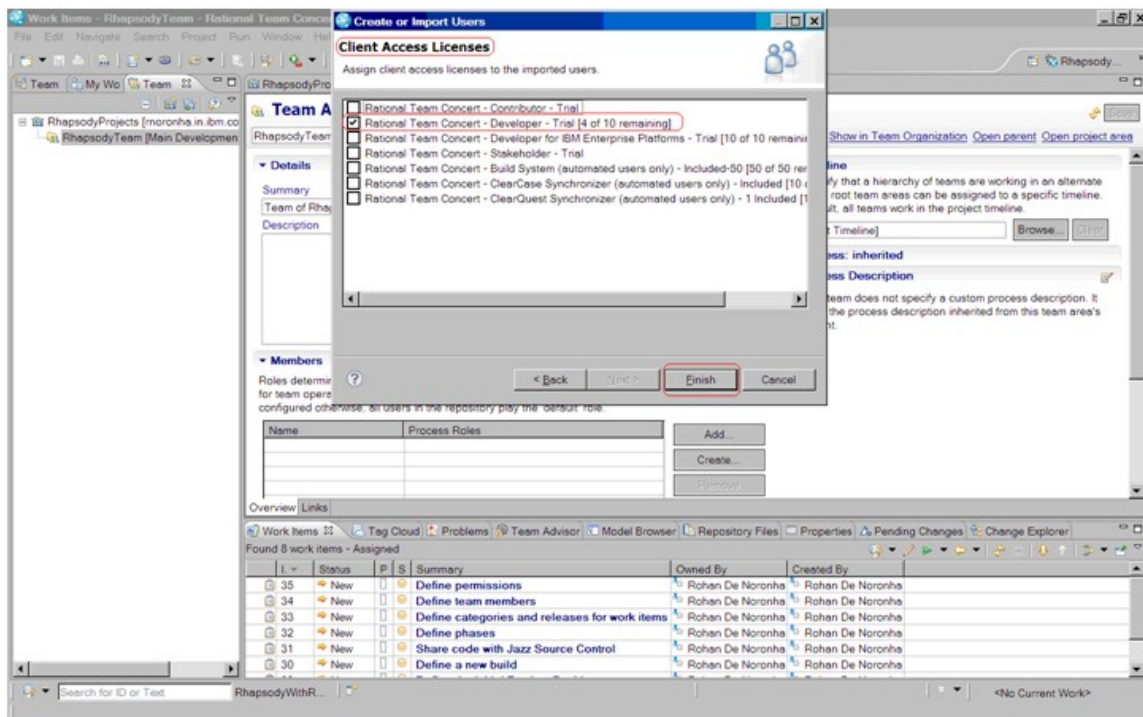 Work Items - RhapsodyTeam - Rational Team Conce
Create or Import Users
File Edit Navigate Search Project Run Window Hel
Client Access Licenses
Assign client access licenses to the imported users.
Rhapsody...
Team My Wo Team
RhapsodyPro
RhapsodyProjects [rnoronha.in.ibm.co
RhapsodyTeam [Main Developmen
Team A
Save
RhapsodyTeam
Show in Team Organization Open parent Open project area
Rational Team Concert - Contributor - Trial
Rational Team Concert - Developer - Trial [4 of 10 remaining]
Rational Team Concert - Developer for IBM Enterprise Platforms - Trial [10 of 10 remainin
Rational Team Concert - Stakeholder - Trial
Rational Team Concert - Build System (automated users only) - Included-50 [50 of 50 rem
Rational Team Concert - ClearCase Synchronizer (automated users only) - Included [10 o
Rational Team Concert - ClearQuest Synchronizer (automated users only) - 1 Included [1
Details
Summary
Team of Rhap
Description
line
ify that a hierarchy of teams are working in an alternate
root team areas can be assigned to a specific timeline.
ult, all teams work in the project timeline.
t Timeline]
Browse... Clear
ess: inherited
ess Description
team does not specify a custom process description. It
the process description inherited from this team area's
nt.
< Back Next > Finish Cancel
Members
Roles determin
for team opera
configured otherwise, all users in the repository play the 'default' role.
Name Process Roles
Add...
Create...
Remove
Overview Links
Work Items Tag Cloud Problems Team Advisor Model Browser Repository Files Properties Pending Changes Change Explorer
Found 8 work items - Assigned
I. Status P S Summary Owned By Created By
35 New Define permissions Rohan De Noronha Rohan De Noronha
34 New Define team members Rohan De Noronha Rohan De Noronha
33 New Define categories and releases for work items Rohan De Noronha Rohan De Noronha
32 New Define phases Rohan De Noronha Rohan De Noronha
31 New Share code with Jazz Source Control Rohan De Noronha Rohan De Noronha
30 New Define a new build Rohan De Noronha Rohan De Noronha
Search for ID or Text RhapsodyWithR... <No Current Work>